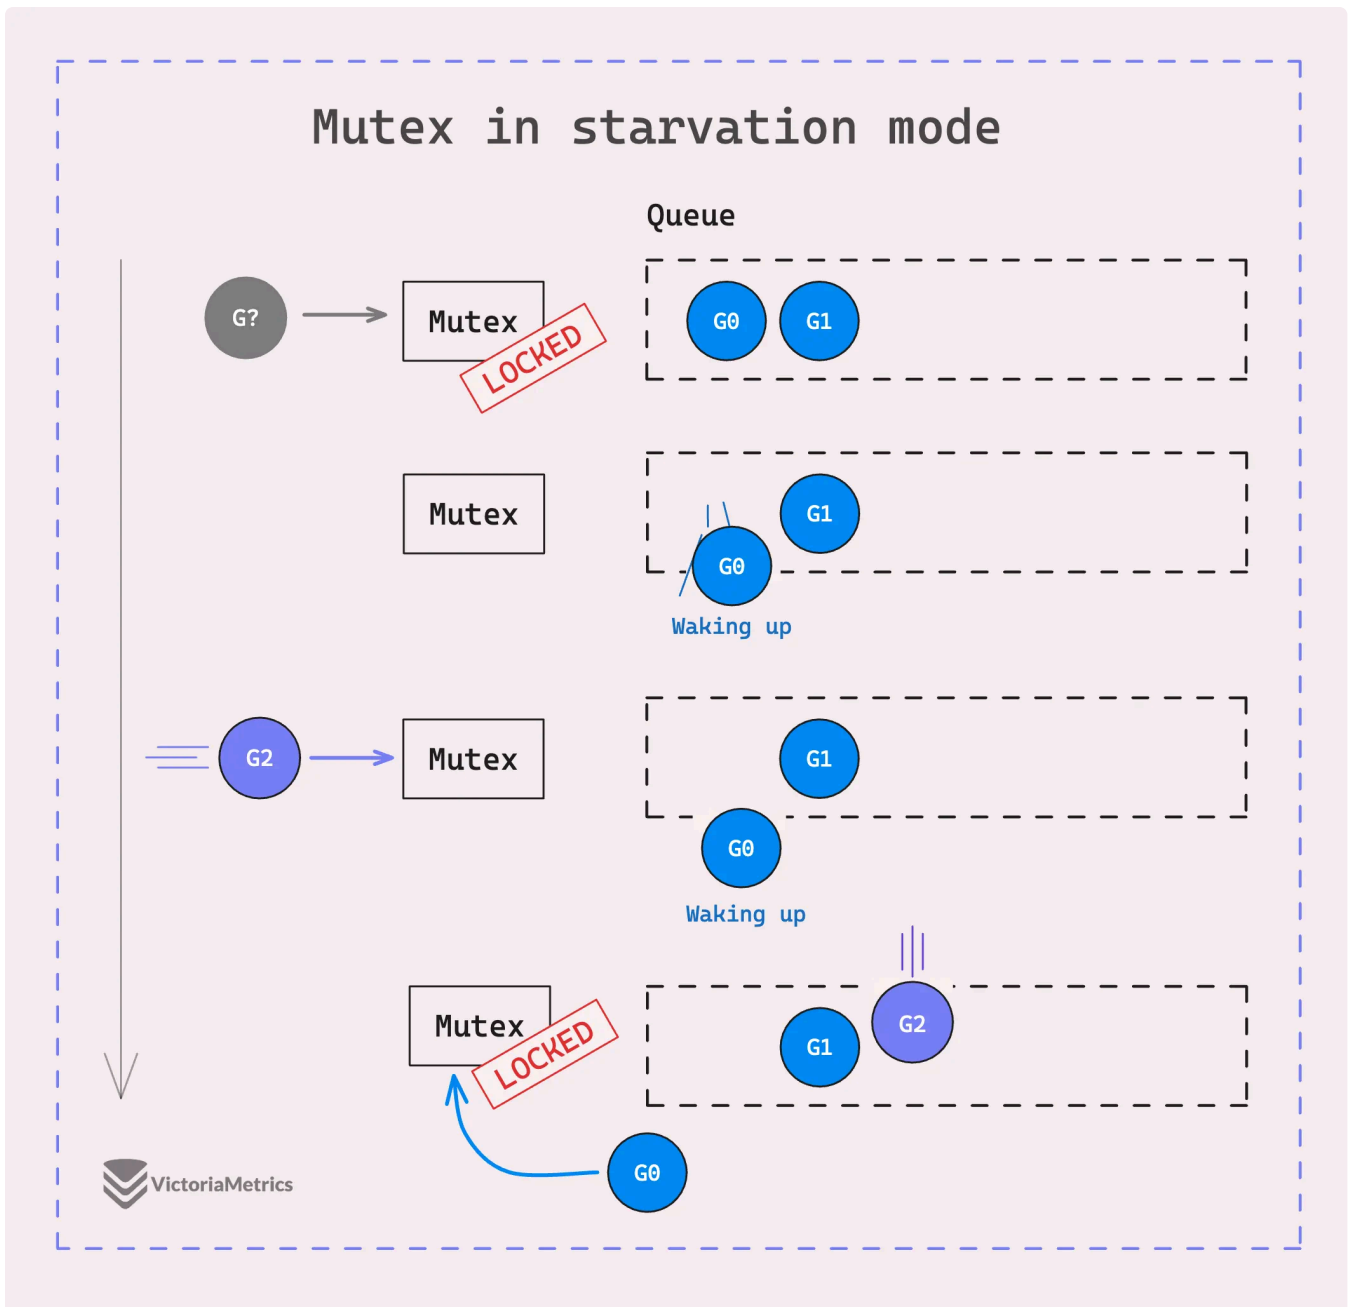 Mutex in starvation mode
Queue
G?
Mutex
LOCKED
G0
G1
Mutex
G1
G0
Waking up
G2
Mutex
G1
G0
Waking up
Mutex
LOCKED
G1
G2
G0
VictoriaMetrics